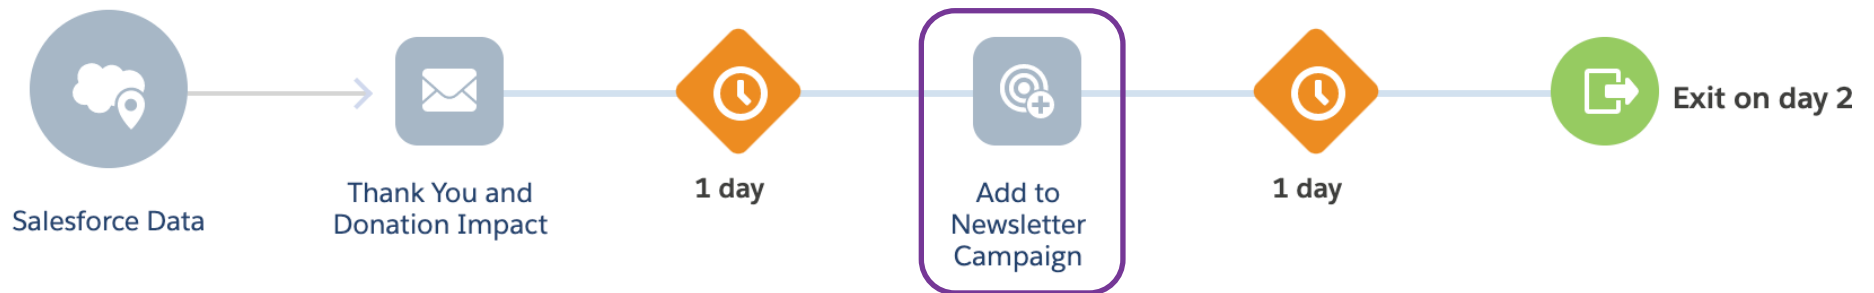 Salesforce Data
Thank You and
Donation Impact
1 day
Add to
Newsletter
Campaign
1 day
Exit on day 2